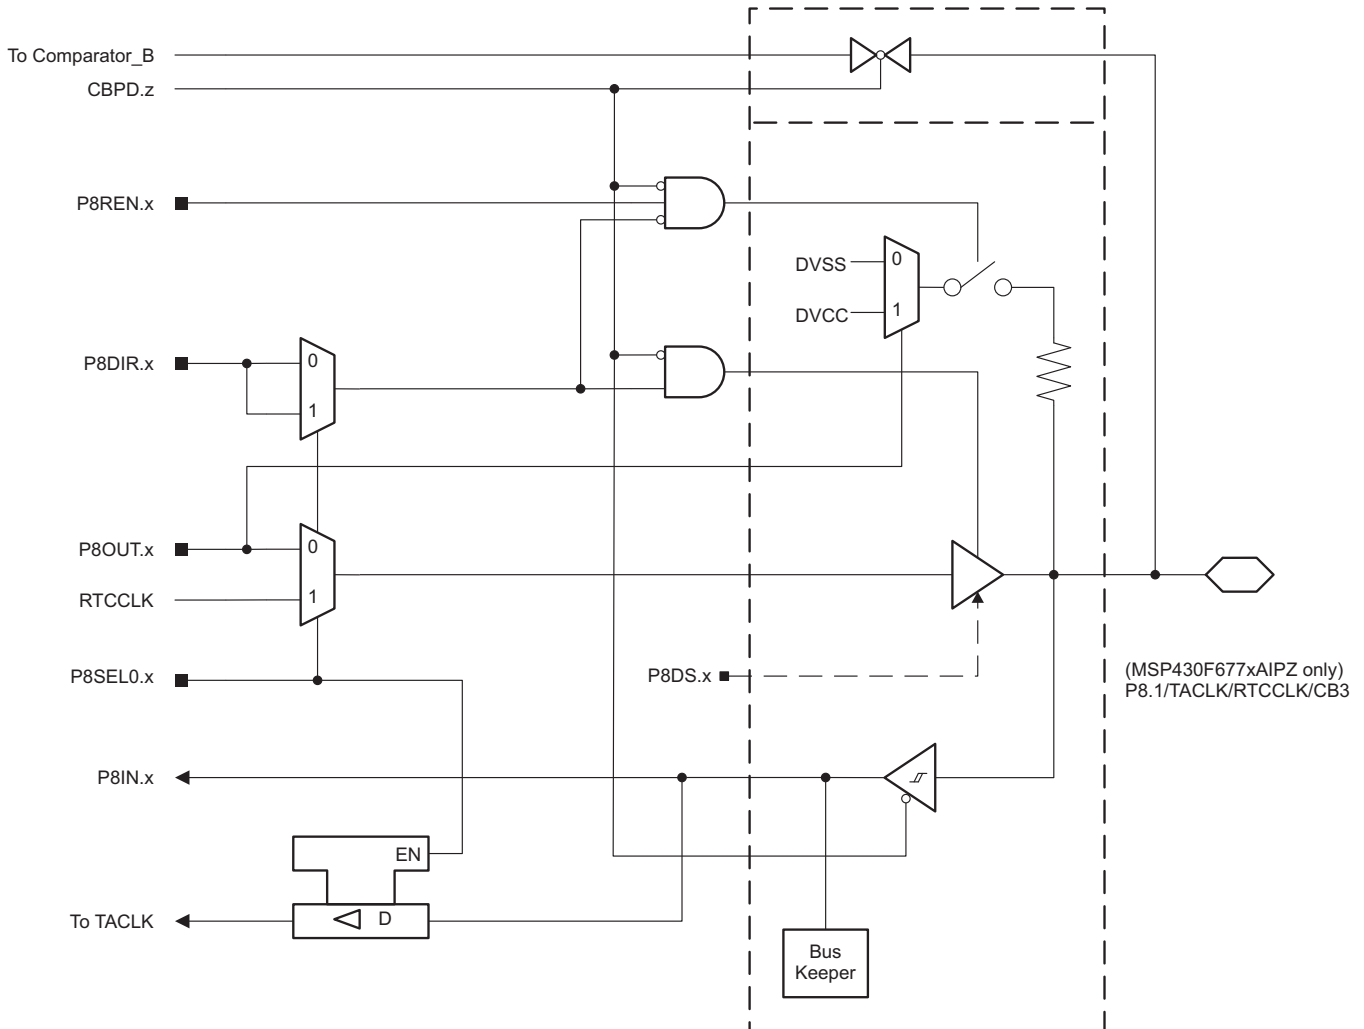 To Comparator_B
CBPD.z
P8REN.x
DVSS
0
DVCC
1
P8DIR.x
0
1
P8OUT.x
0
RTCCLK
1
P8SEL0.x
P8DS.x
(MSP430F677xAIPZ only)
P8.1/TACLK/RTCCLK/CB3
P8IN.x
EN
To TACLK
D
Bus
Keeper